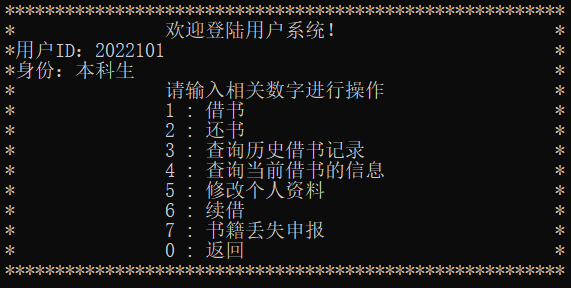 ********************************************************
* 欢迎登陆用户系统! *
*用户ID: 2022101 *
*身份: 本科生 *
* 请输入相关数字进行操作 *
* 1 : 借书 *
* 2 : 还书 *
* 3 : 查询历史借书记录 *
* 4 : 查询当前借书的信息 *
* 5 : 修改个人资料 *
* 6 : 续借 *
* 7 : 书籍丢失申报 *
* 0 : 返回 *
********************************************************